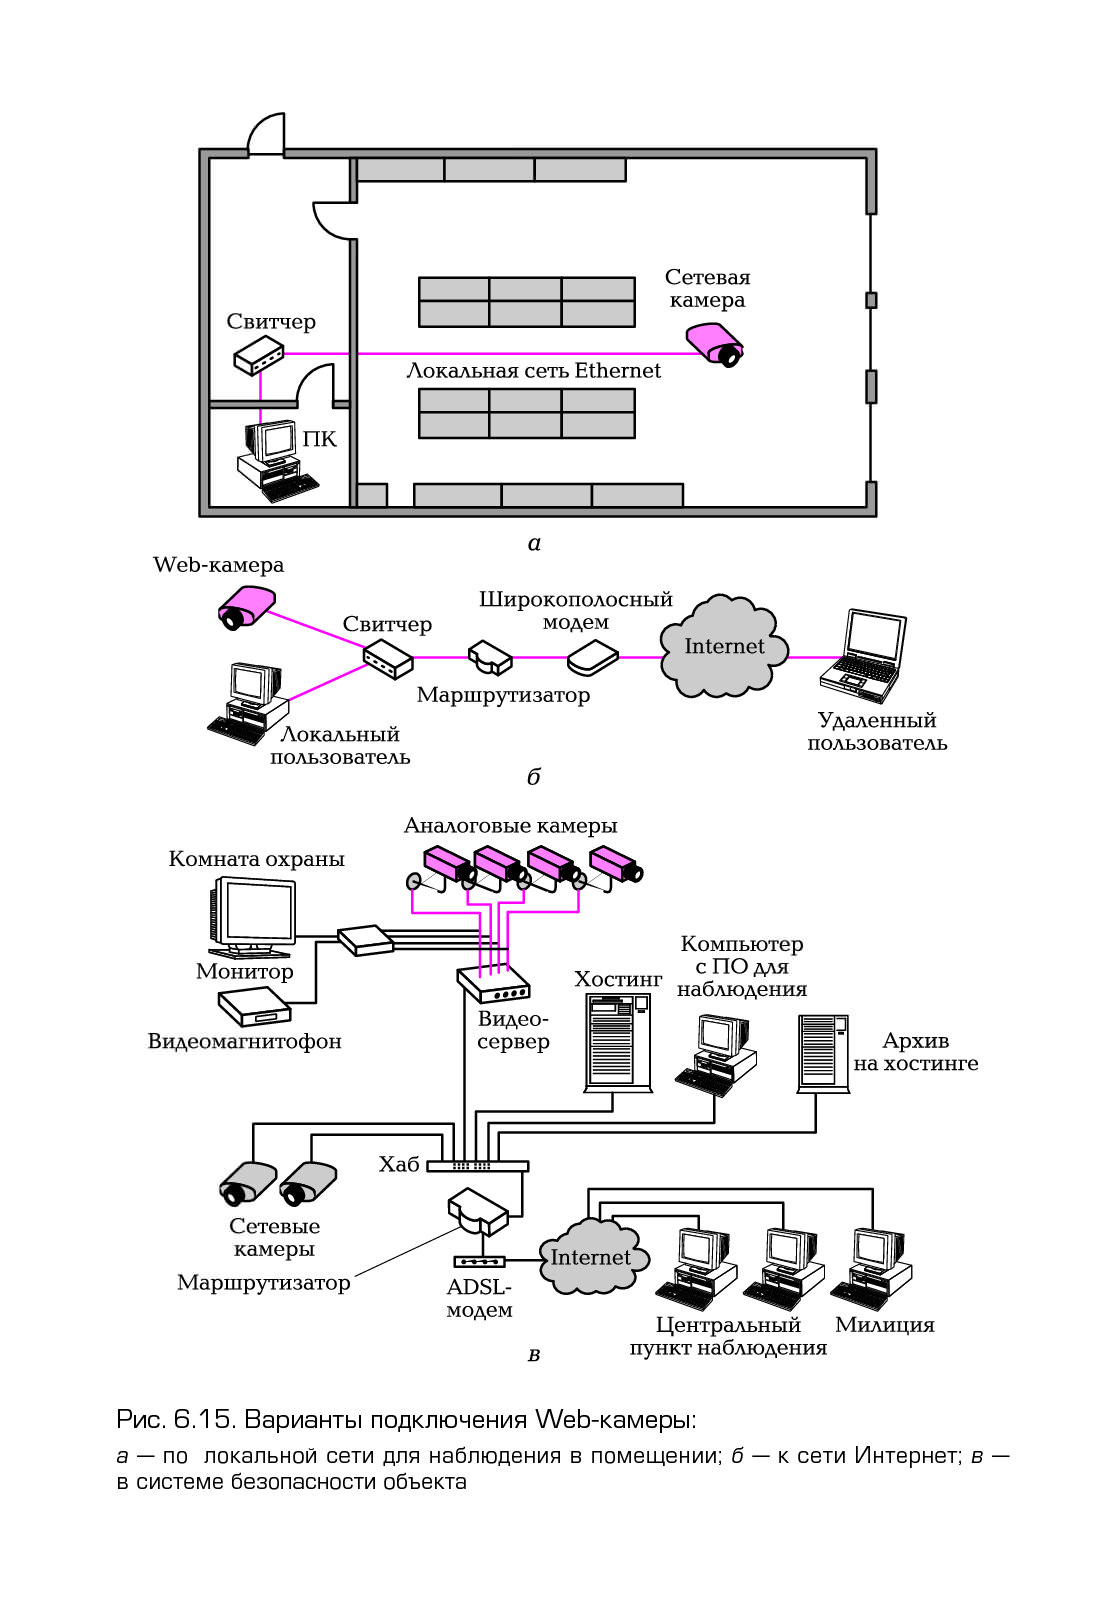 Сетевая
камера
Свитчер
Локальная сеть Ethernet
ПК
а
Web-камера
Свитчер
Широкополосный
модем
Internet
Маршрутизатор
Локальный
пользователь
Удаленный
пользователь
б
Аналоговые камеры
Комната охраны
Монитор
Видеомагнитофон
Видео-
сервер
Хостинг
Компьютер
с ПО для
наблюдения
Архив
на хостинге
Хаб
Сетевые
камеры
Маршрутизатор
ADSL-
модем
Internet
Центральный
пункт наблюдения
Милиция
в
Рис. 6.15. Варианты подключения Web-камеры:
а — по локальной сети для наблюдения в помещении; б — к сети Интернет; в —
в системе безопасности объекта